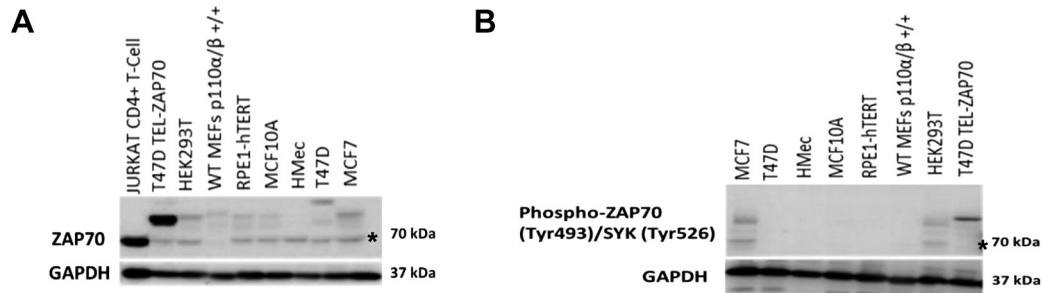 A
JURKAT CD4+ T-Cell
T47D TEL-ZAP70
HEK293T
WT MEFs p110α/β +/+
RPE1-hTERT
MCF10A
HMec
T47D
MCF7
ZAP70
* 70 kDa
GAPDH
37 kDa
B
MCF7
T47D
HMec
MCF10A
RPE1-hTERT
WT MEFs p110α/β +/+
HEK293T
T47D TEL-ZAP70
Phospho-ZAP70
(Tyr493)/SYK (Tyr526)
* 70 kDa
GAPDH
37 kDa